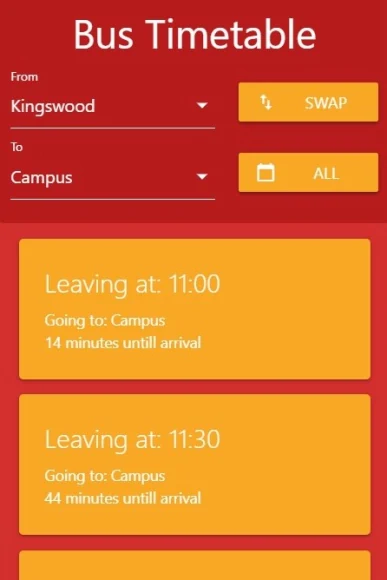 Bus Timetable
From
Kingswood
SWAP
To
Campus
ALL
Leaving at: 11:00
Going to: Campus
14 minutes untill arrival
Leaving at: 11:30
Going to: Campus
44 minutes untill arrival